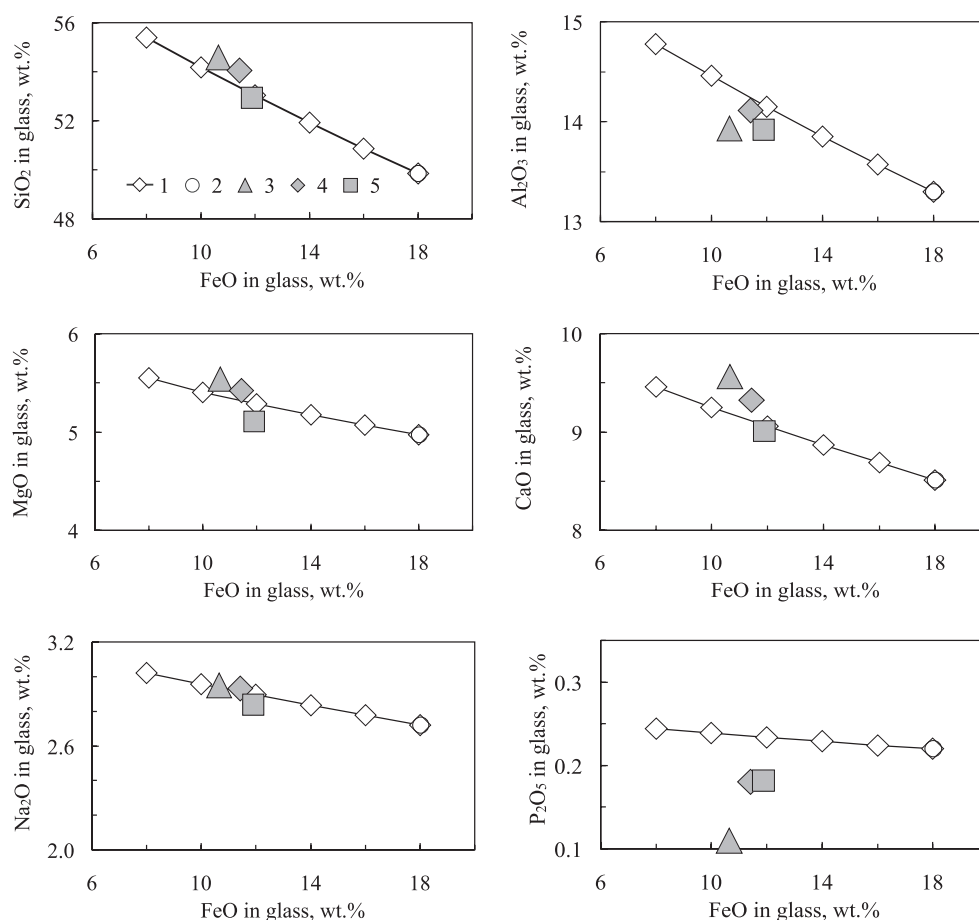 56
52
48
SiO₂ in glass, wt.%
1 2 3 4 5
6 10 14 18
FeO in glass, wt.%
15
14
13
Al₂O₃ in glass, wt.%
6 10 14 18
FeO in glass, wt.%
6
5
4
MgO in glass, wt.%
6 10 14 18
FeO in glass, wt.%
10
9
8
CaO in glass, wt.%
6 10 14 18
FeO in glass, wt.%
3.2
2.6
2.0
Na₂O in glass, wt.%
6 10 14 18
FeO in glass, wt.%
0.3
0.2
0.1
P₂O₅ in glass, wt.%
6 10 14 18
FeO in glass, wt.%